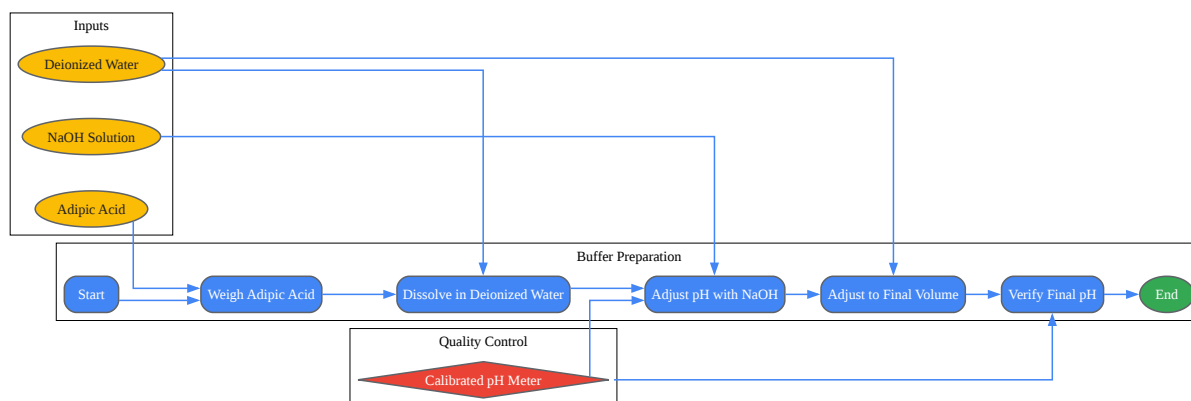 Inputs
Deionized Water
NaOH Solution
Adipic Acid
Buffer Preparation
Start
Weigh Adipic Acid
Dissolve in Deionized Water
Adjust pH with NaOH
Adjust to Final Volume
Verify Final pH
End
Quality Control
Calibrated pH Meter